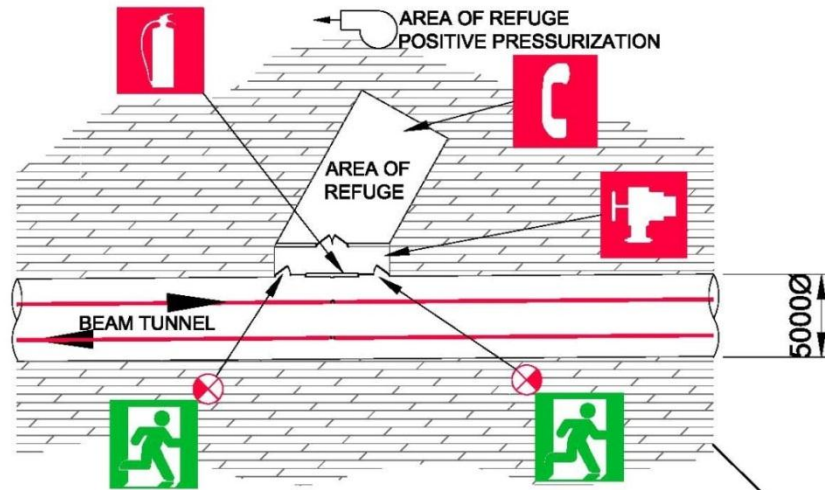 AREA OF REFUGE
POSITIVE PRESSURIZATION
AREA OF
REFUGE
BEAM TUNNEL
5000Ø